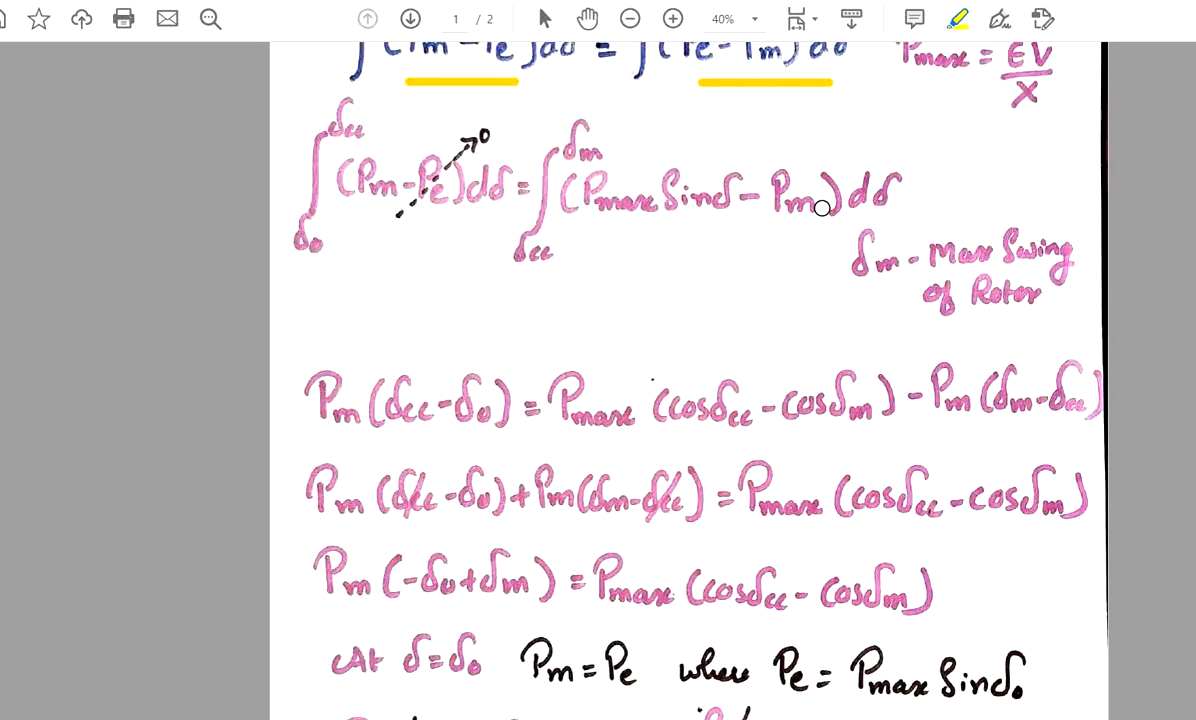 1 / 2 40%
∫(Pm - Pe)dδ = ∫(Pe - Pm)dδ Pmax = EV/X
∫_δ0^δcc (Pm - Pe)dδ = ∫_δcc^δm (Pmax Sinδ - Pm)dδ
0
δm - Max Swing
of Rotor
Pm(δcc - δ0) = Pmax (cosδcc - cosδm) - Pm(δm - δcc)
Pm(δcc - δ0) + Pm(δm - δcc) = Pmax (cosδcc - cosδm)
Pm(-δ0 + δm) = Pmax (cosδcc - cosδm)
At δ = δ0 Pm = Pe where Pe = Pmax Sinδ0